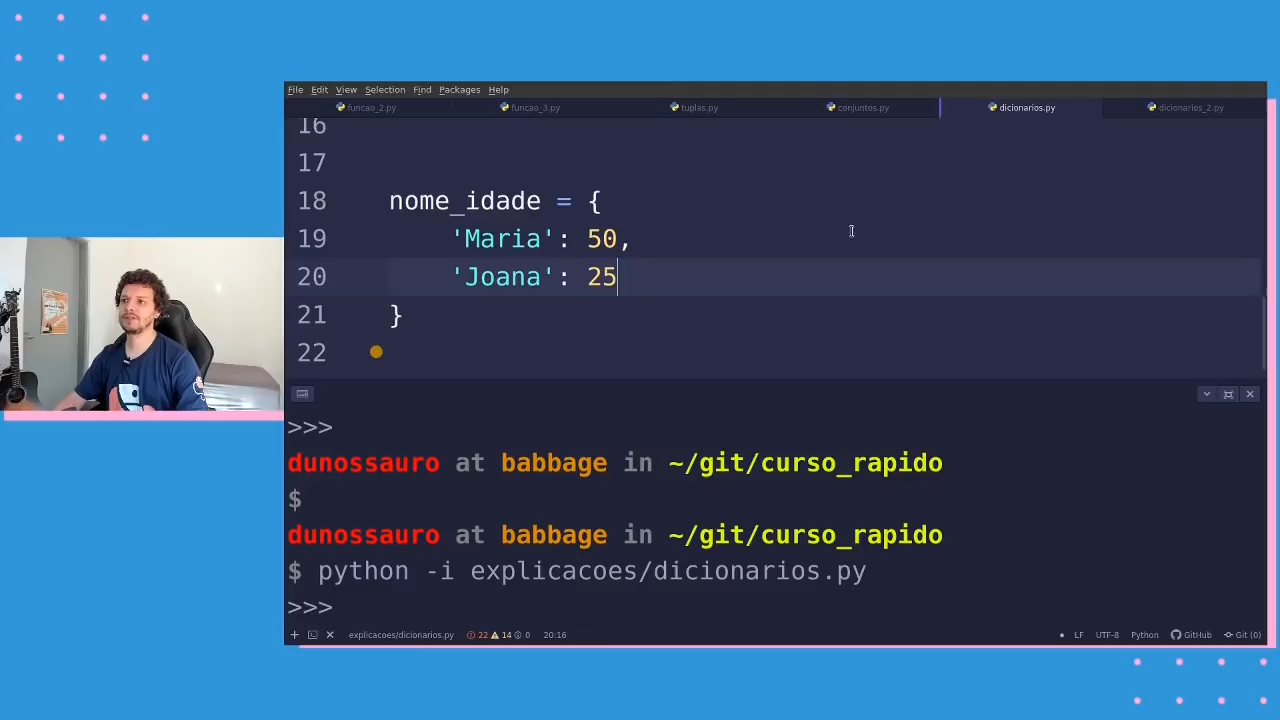 File Edit View Selection Find Packages Help
funcao_2.py funcao_3.py tuplas.py conjuntos.py dicionarios.py dicionarios_2.py
16
17
18 nome_idade = {
19 'Maria': 50,
20 'Joana': 25
21 }
22
>>>
dunossauro at babbage in ~/git/curso_rapido
$
dunossauro at babbage in ~/git/curso_rapido
$ python -i explicacoes/dicionarios.py
>>>
explicacoes/dicionarios.py 22 14 0 20:16 LF UTF-8 Python GitHub Git (0)